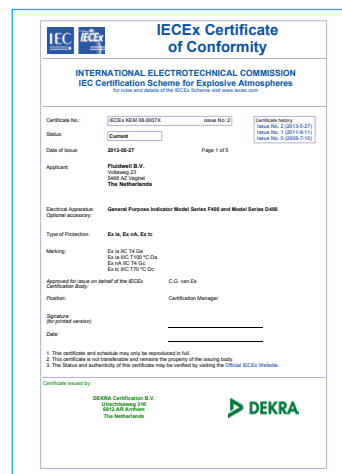 IEC IECEx
IECEx Certificate
of Conformity
INTERNATIONAL ELECTROTECHNICAL COMMISSION
IEC Certification Scheme for Explosive Atmospheres
for rules and details of the IECEx Scheme visit www.iecex.com
Certificate No.: IECEx KEM 08.0007X issue No.:2
Certificate history:
Issue No. 2 (2013-5-27)
Issue No. 1 (2011-8-11)
Issue No. 0 (2008-7-10)
Status: Current
Date of Issue: 2013-05-27 Page 1 of 5
Applicant: Fluidwell B.V.
Voltaweg 23
5466 AZ Veghel
The Netherlands
Electrical Apparatus: General Purpose Indicator Model Series F400 and Model Series D400
Optional accessory:
Type of Protection: Ex ia, Ex nA, Ex tc
Marking: Ex ia IIC T4 Ga
Ex ia IIIC T100 ºC Da
Ex nA IIC T4 Gc
Ex tc IIIC T70 ºC Dc
Approved for issue on behalf of the IECEx C.G. van Es
Certification Body:
Position: Certification Manager
Signature:
(for printed version)
Date:
1. This certificate and schedule may only be reproduced in full.
2. This certificate is not transferable and remains the property of the issuing body.
3. The Status and authenticity of this certificate may be verified by visiting the Official IECEx Website.
Certificate issued by:
DEKRA Certification B.V.
Utrechtseweg 310
6812 AR Arnhem
The Netherlands
DEKRA